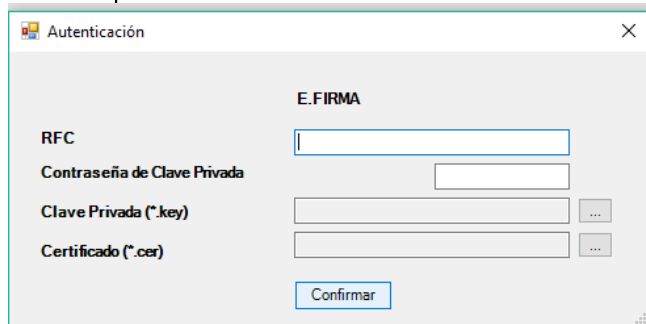 Autenticación
E.FIRMA
RFC
Contraseña de Clave Privada
Clave Privada (*.key)
...
Certificado (*.cer)
...
Confirmar